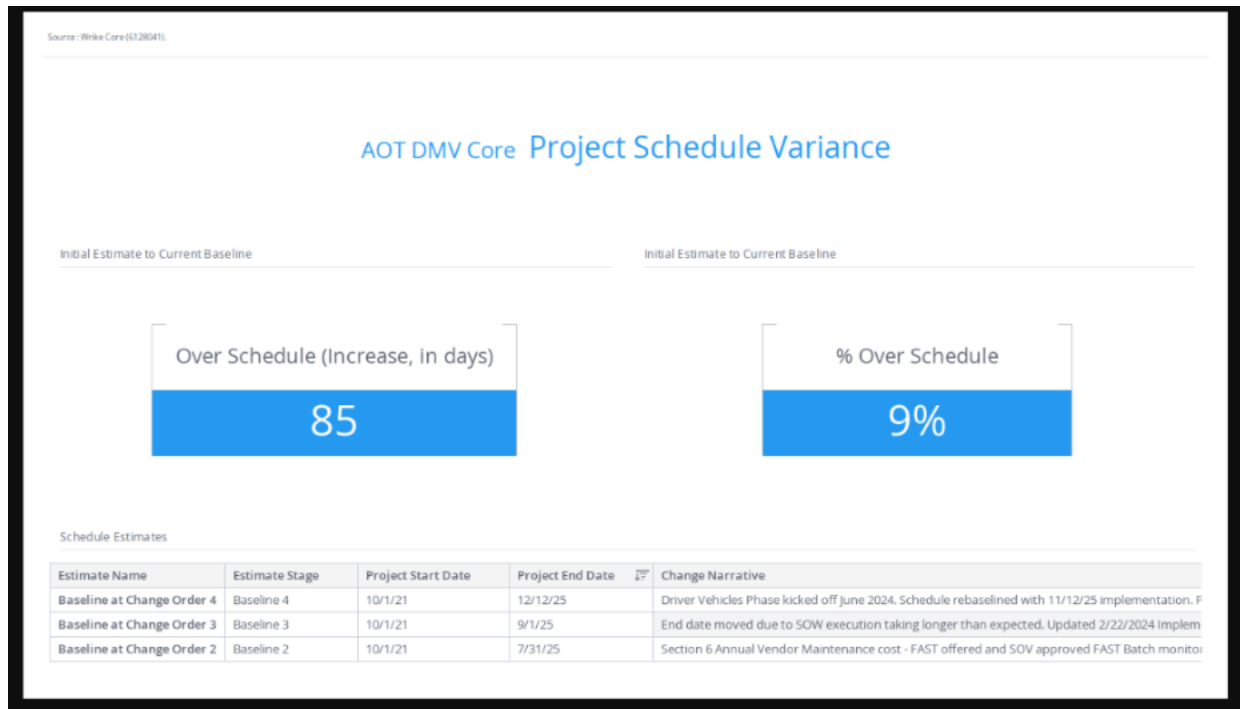 Source : Wrike Core (6128041).
AOT DMV Core Project Schedule Variance
Initial Estimate to Current Baseline Initial Estimate to Current Baseline
Over Schedule (Increase, in days) % Over Schedule
85 9%
Schedule Estimates
Estimate Name Estimate Stage Project Start Date Project End Date Change Narrative
Baseline at Change Order 4 Baseline 4 10/1/21 12/12/25 Driver Vehicles Phase kicked off June 2024. Schedule rebaselined with 11/12/25 implementation.
Baseline at Change Order 3 Baseline 3 10/1/21 9/1/25 End date moved due to SOW execution taking longer than expected. Updated 2/22/2024 Implem
Baseline at Change Order 2 Baseline 2 10/1/21 7/31/25 Section 6 Annual Vendor Maintenance cost - FAST offered and SOV approved FAST Batch monitor